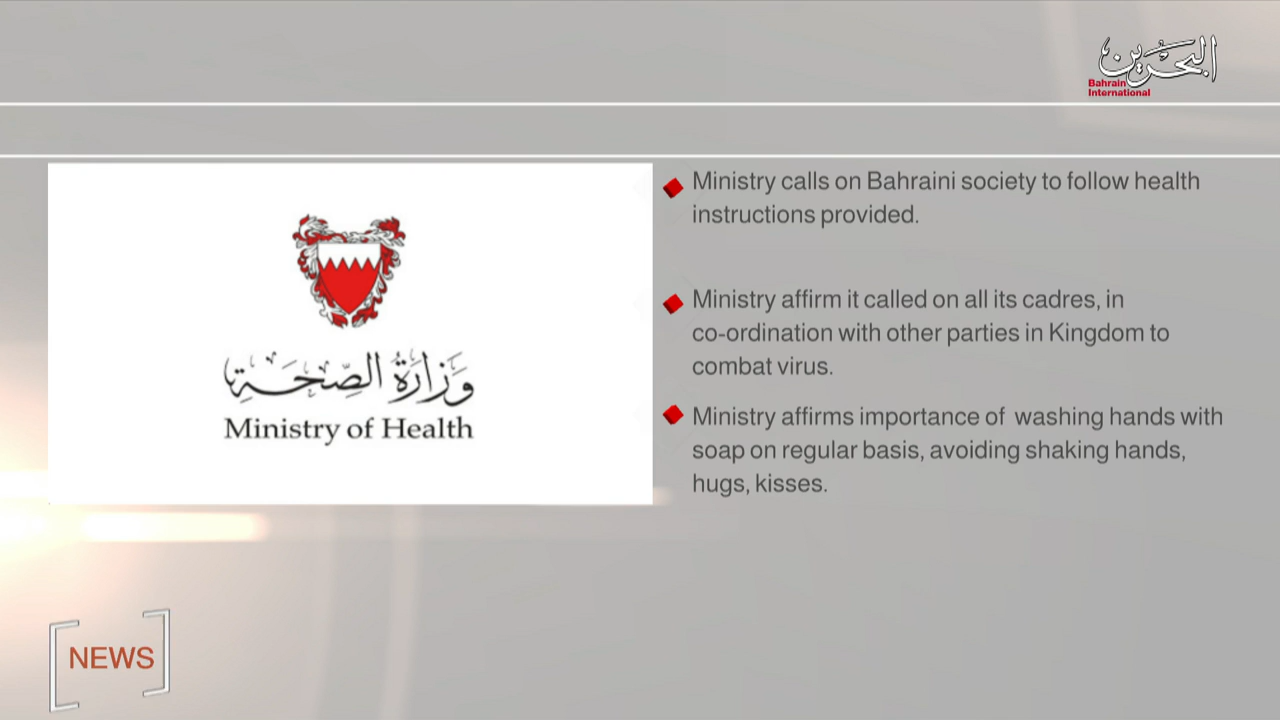 البحرين
Bahrain
International
وزارة الصحة
Ministry of Health
Ministry calls on Bahraini society to follow health
instructions provided.
Ministry affirm it called on all its cadres, in
co-ordination with other parties in Kingdom to
combat virus.
Ministry affirms importance of washing hands with
soap on regular basis, avoiding shaking hands,
hugs, kisses.
NEWS